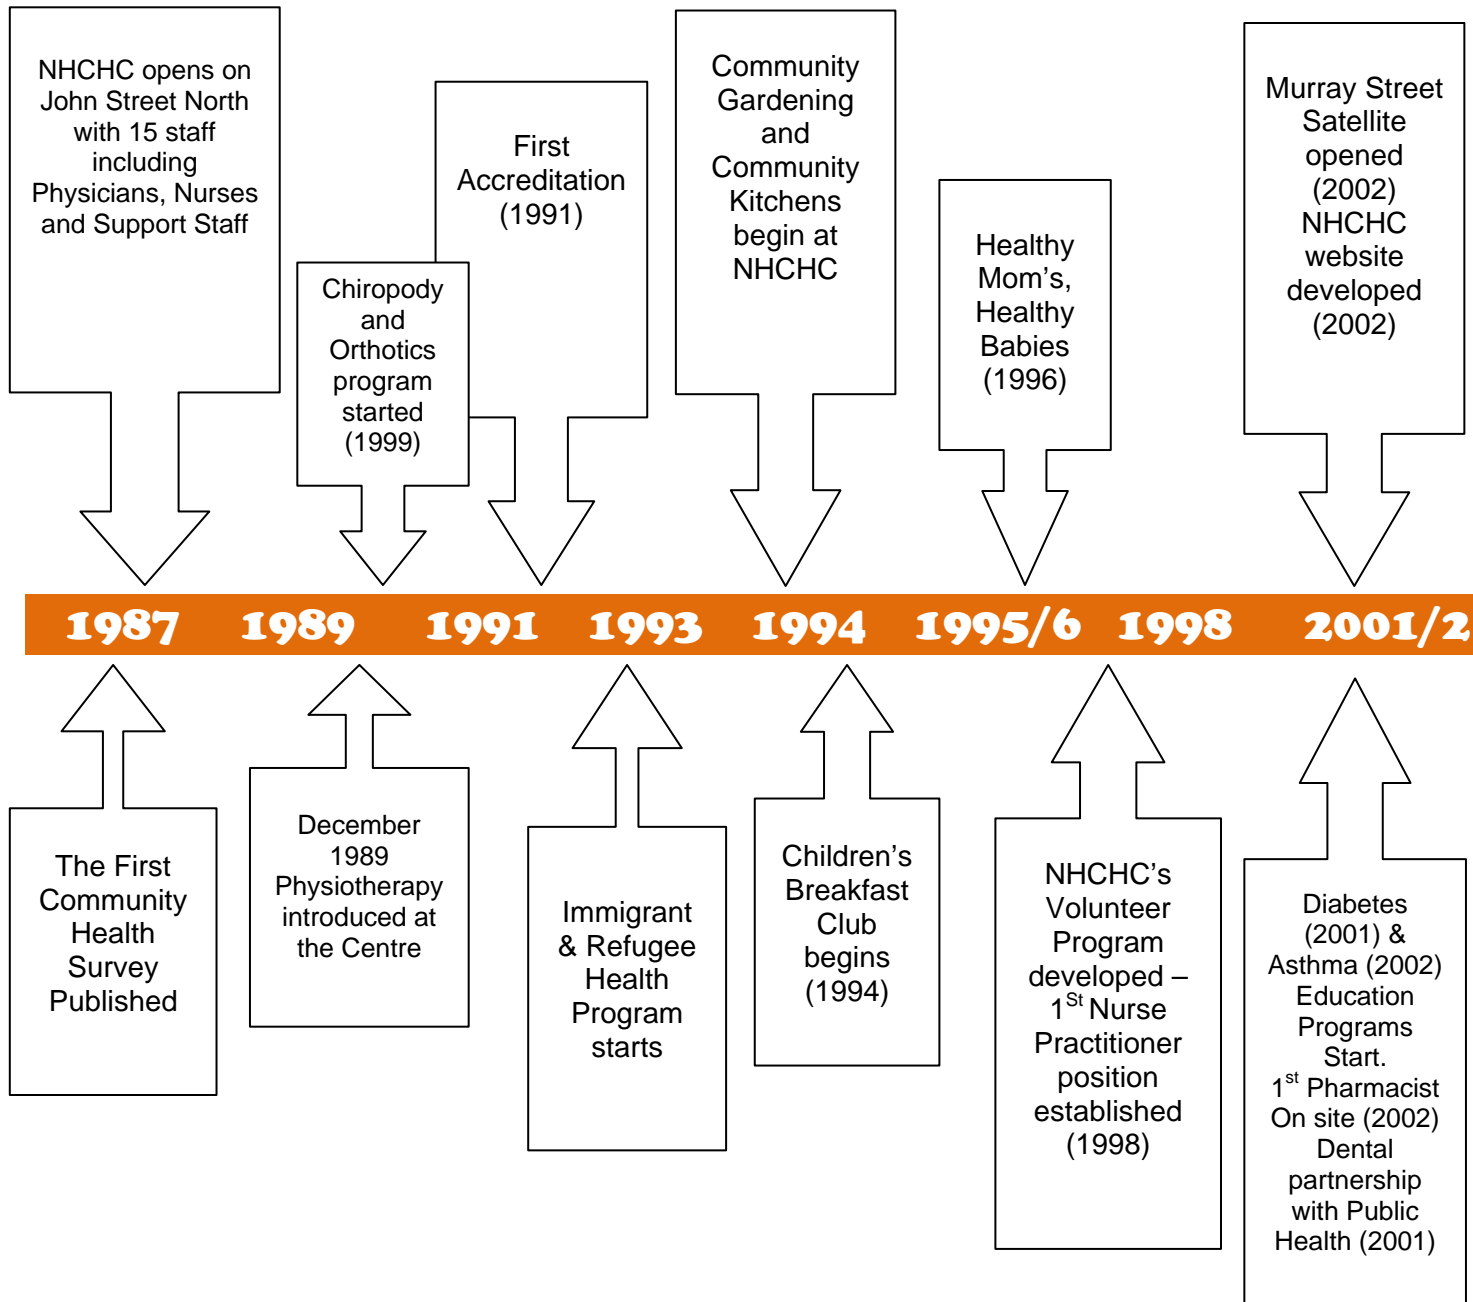 NHCHC opens on
John Street North
with 15 staff
including
Physicians, Nurses
and Support Staff
Chiropody
and
Orthotics
program
started
(1999)
First
Accreditation
(1991)
Community
Gardening
and
Community
Kitchens
begin at
NHCHC
Healthy
Mom’s,
Healthy
Babies
(1996)
Murray Street
Satellite
opened
(2002)
NHCHC
website
developed
(2002)
1987 1989 1991 1993 1994 1995/6 1998 2001/2
The First
Community
Health
Survey
Published
December
1989
Physiotherapy
introduced at
the Centre
Immigrant
& Refugee
Health
Program
starts
Children’s
Breakfast
Club
begins
(1994)
NHCHC’s
Volunteer
Program
developed –
1St Nurse
Practitioner
position
established
(1998)
Diabetes
(2001) &
Asthma (2002)
Education
Programs
Start.
1st Pharmacist
On site (2002)
Dental
partnership
with Public
Health (2001)